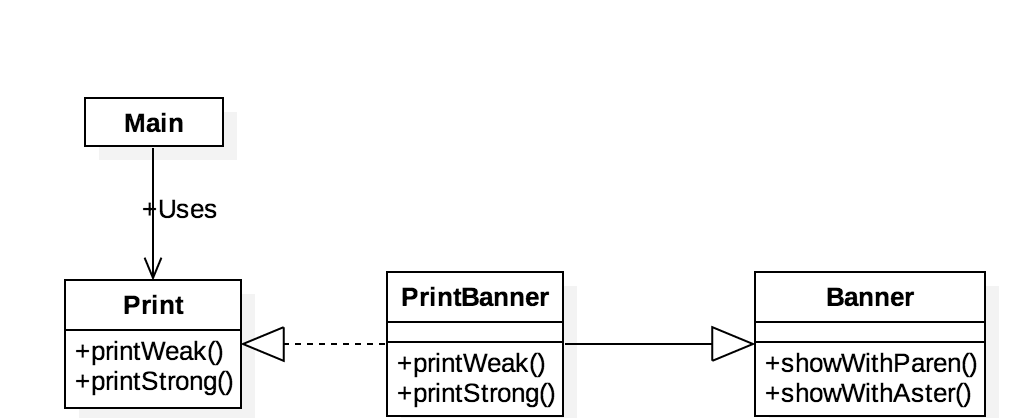 Main
+Uses
Print
+printWeak()
+printStrong()
PrintBanner
+printWeak()
+printStrong()
Banner
+showWithParen()
+showWithAster()